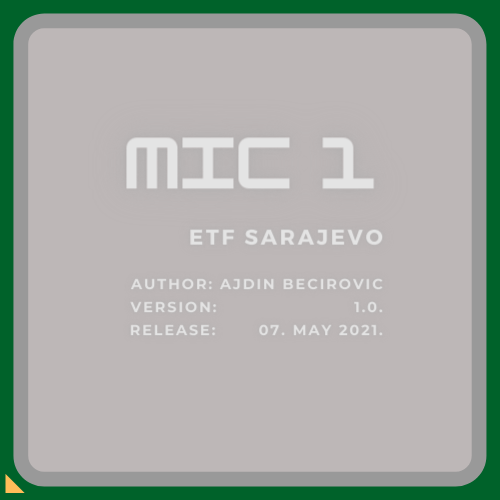 MIC 1
ETF SARAJEVO
AUTHOR: AJDIN BECIROVIC
VERSION: 1.0.
RELEASE: 07. MAY 2021.